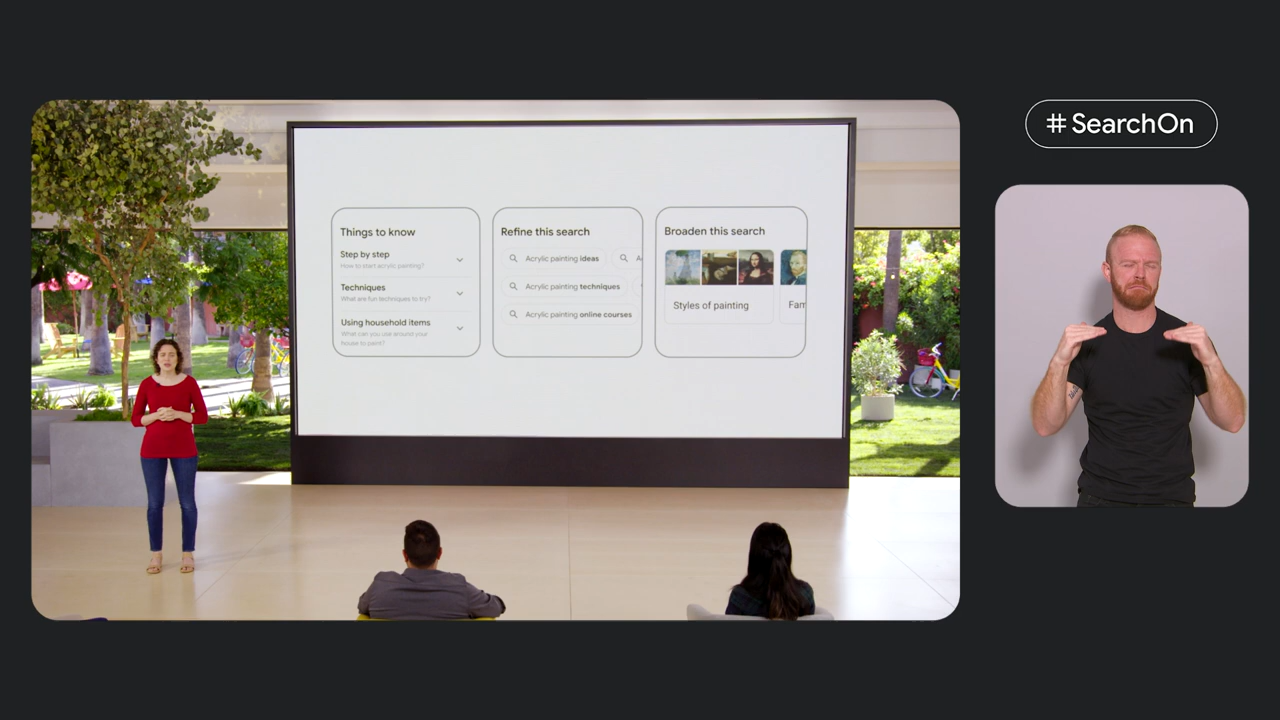 #SearchOn
Things to know
Step by step
How to start acrylic painting?
Techniques
What are fun techniques to try?
Using household items
What can you use around your
house to paint?
Refine this search
Acrylic painting ideas
Acrylic painting techniques
Acrylic painting online courses
Broaden this search
Styles of painting
Fam